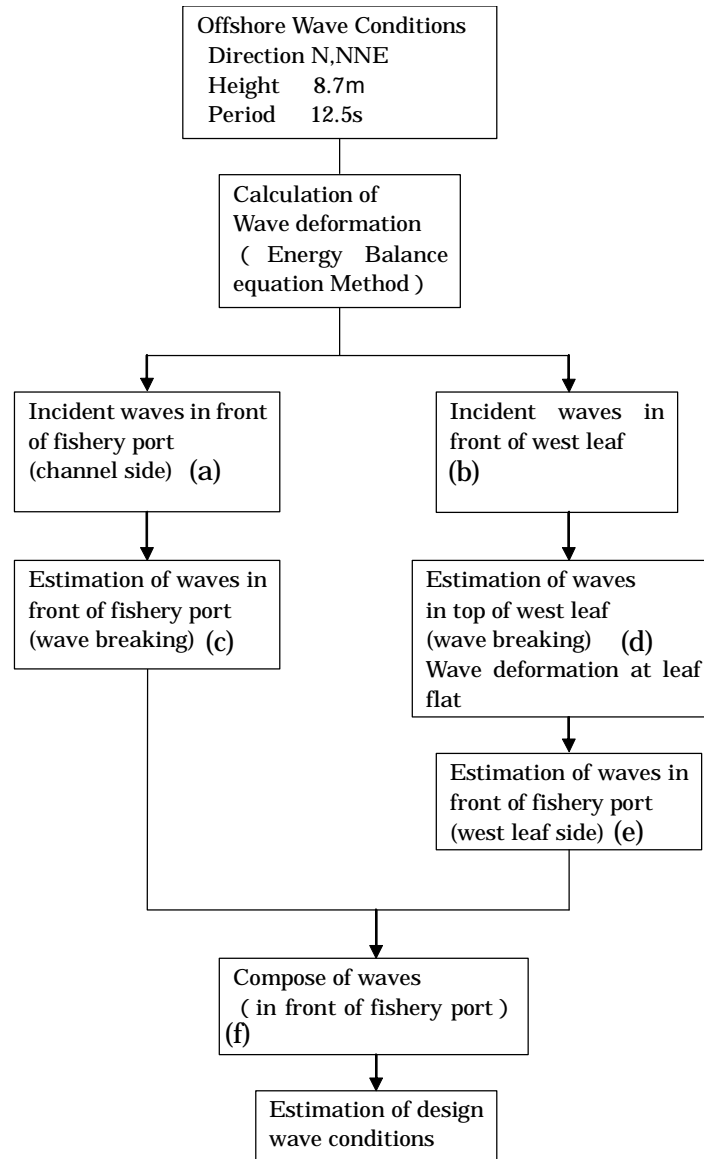 Offshore Wave Conditions
Direction N,NNE
Height 8.7m
Period 12.5s
Calculation of
Wave deformation
( Energy Balance
equation Method )
Incident waves in front
of fishery port
(channel side) (a)
Incident waves in
front of west leaf
(b)
Estimation of waves in
front of fishery port
(wave breaking) (c)
Estimation of waves
in top of west leaf
(wave breaking) (d)
Wave deformation at leaf
flat
Estimation of waves in
front of fishery port
(west leaf side) (e)
Compose of waves
( in front of fishery port )
(f)
Estimation of design
wave conditions